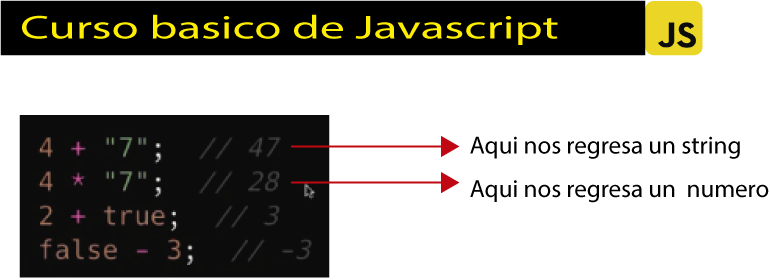 Curso basico de Javascript
JS
4 + "7"; // 47
Aqui nos regresa un string
4 * "7"; // 28
Aqui nos regresa un numero
2 + true; // 3
false - 3; // -3